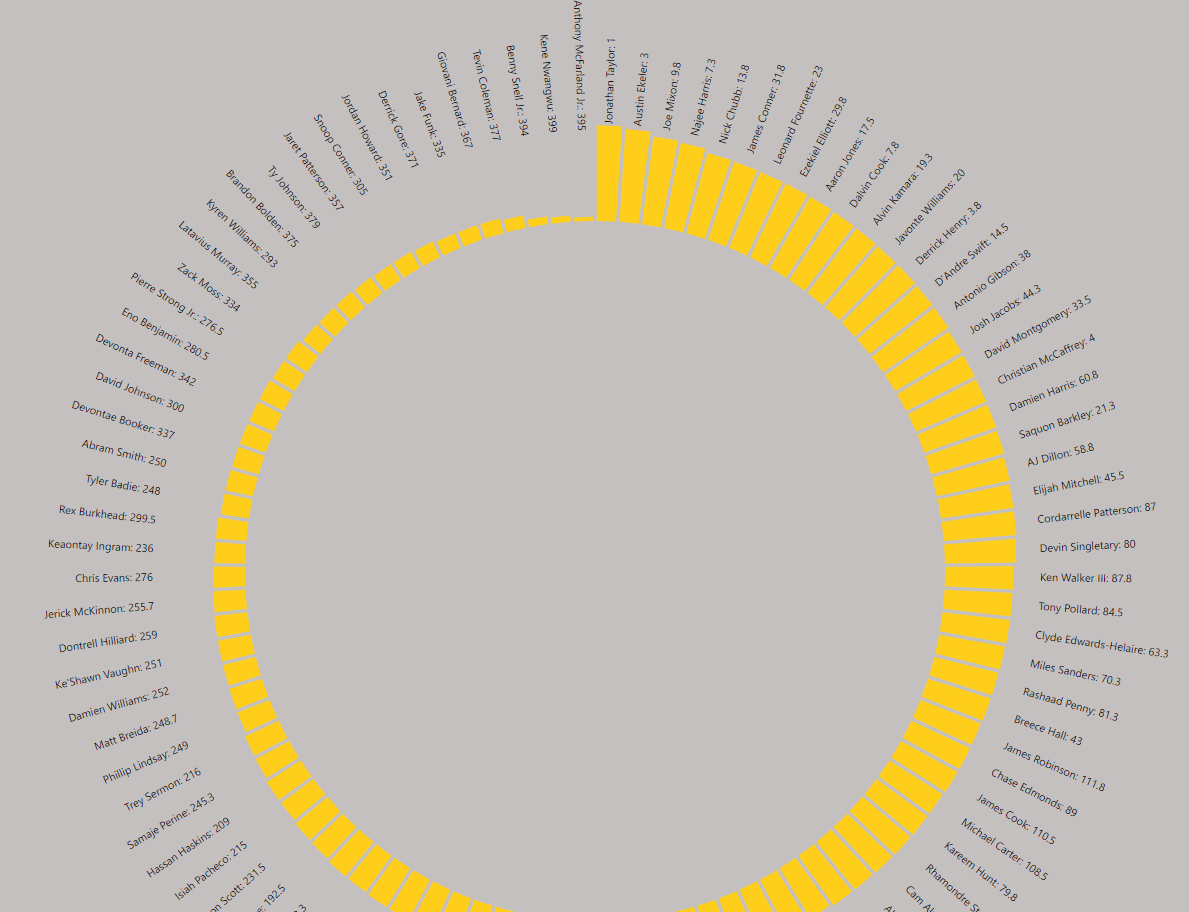 Jonathan Taylor: 1
Austin Ekeler: 3
Joe Mixon: 9.8
Najee Harris: 7.3
Nick Chubb: 13.8
James Conner: 31.8
Leonard Fournette: 23
Ezekiel Elliott: 29.8
Aaron Jones: 17.5
Dalvin Cook: 7.8
Alvin Kamara: 19.3
Javonte Williams: 20
Derrick Henry: 3.8
D'Andre Swift: 14.5
Antonio Gibson: 38
Josh Jacobs: 44.3
David Montgomery: 33.5
Christian McCaffrey: 4
Damien Harris: 60.8
Saquon Barkley: 21.3
AJ Dillon: 58.8
Elijah Mitchell: 45.5
Cordarrelle Patterson: 87
Devin Singletary: 80
Ken Walker III: 87.8
Tony Pollard: 84.5
Clyde Edwards-Helaire: 63.3
Miles Sanders: 70.3
Rashaad Penny: 81.3
Breece Hall: 43
James Robinson: 111.8
Chase Edmonds: 89
James Cook: 110.5
Michael Carter: 108.5
Kareem Hunt: 79.8
Rhamondre
Cam
192.5
Scott: 231.5
Isiah Pacheco: 215
Hassan Haskins: 209
Samaje Perine: 245.3
Trey Sermon: 216
Phillip Lindsay: 249
Matt Breida: 248.7
Damien Williams: 252
Ke'Shawn Vaughn: 251
Dontrell Hilliard: 259
Jerick McKinnon: 255.7
Chris Evans: 276
Keaontay Ingram: 236
Rex Burkhead: 299.5
Tyler Badie: 248
Abram Smith: 250
Devontae Booker: 337
David Johnson: 300
Devonta Freeman: 342
Eno Benjamin: 280.5
Pierre Strong Jr.: 276.5
Zack Moss: 334
Latavius Murray: 355
Kyren Williams: 293
Brandon Bolden: 375
Ty Johnson: 379
Jaret Patterson: 357
Snoop Conner: 305
Jordan Howard: 351
Derrick Gore: 371
Jake Funk: 335
Giovani Bernard: 367
Tevin Coleman: 377
Benny Snell Jr.: 394
Kene Nwangwu: 399
Anthony McFarland Jr.: 395